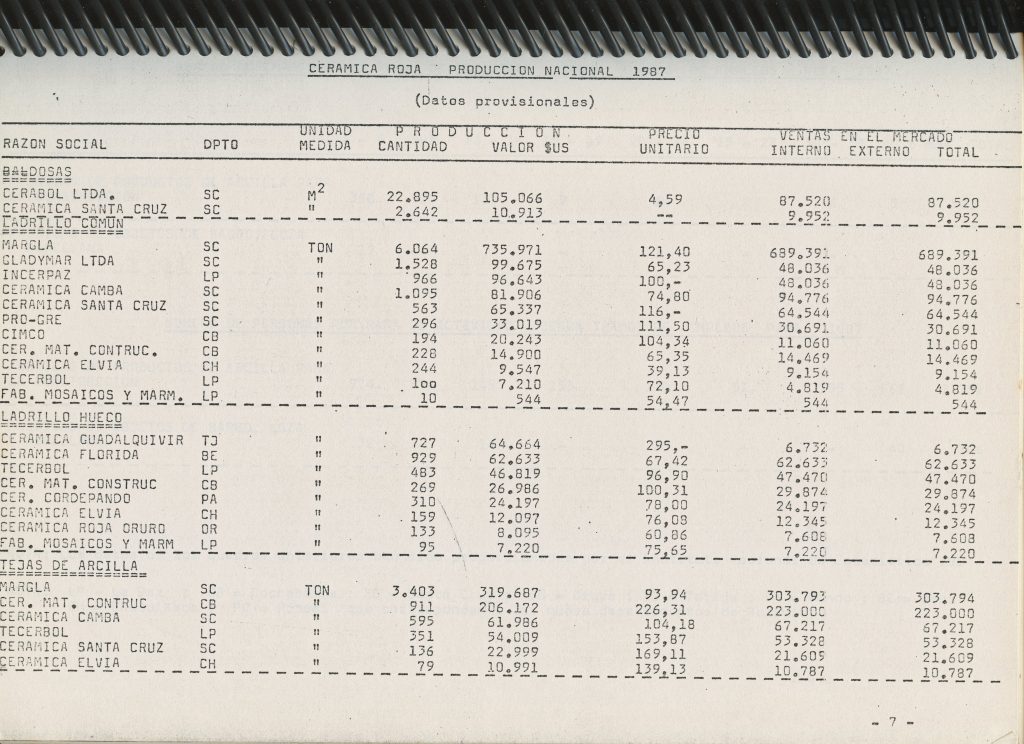 CERAMICA ROJA PRODUCCION NACIONAL 1987
(Datos provisionales)
UNIDAD P R O D U C C I O N PRECIO VENTAS EN EL MERCADO
RAZON SOCIAL DPTO MEDIDA CANTIDAD VALOR $US UNITARIO INTERNO EXTERNO TOTAL
BALDOSAS
CERABOL LTDA. SC M2 22.895 105.066 4,59 87.520 87.520
CERAMICA SANTA CRUZ SC " 2.642 10.913 -- 9.952 9.952
LADRILLO COMUN
MARGLA SC TON 6.064 735.971 121,40 689.391 689.391
GLADYMAR LTDA SC " 1.528 99.675 65,23 48.036 48.036
INCERPAZ LP " 966 96.643 100,- 48.036 48.036
CERAMICA CAMBA SC " 1.095 81.906 74,80 94.776 94.776
CERAMICA SANTA CRUZ SC " 563 65.337 116,- 64.544 64.544
PRO-GRE SC " 296 33.019 111,50 30.691 30.691
CIMCO CB " 194 20.243 104,34 11.060 11.060
CER. MAT. CONTRUC. CB " 228 14.900 65,35 14.469 14.469
CERAMICA ELVIA CH " 244 9.547 39,13 9.154 9.154
TECERBOL LP " 100 7.210 72,10 4.819 4.819
FAB. MOSAICOS Y MARM. LP " 10 544 54,47 544 544
LADRILLO HUECO
CERAMICA GUADALQUIVIR TJ " 727 64.664 295,- 6.732 6.732
CERAMICA FLORIDA BE " 929 62.633 67,42 62.633 62.633
TECERBOL LP " 483 46.819 96,90 47.470 47.470
CER. MAT. CONSTRUC CB " 269 26.986 100,31 29.874 29.874
CER. CORDEPANDO PA " 310 24.197 78,00 24.197 24.197
CERAMICA ELVIA CH " 159 12.097 76,08 12.345 12.345
CERAMICA ROJA ORURO OR " 133 8.095 60,86 7.608 7.608
FAB. MOSAICOS Y MARM LP " 95 7.220 75,65 7.220 7.220
TEJAS DE ARCILLA
MARGLA SC TON 3.403 319.687 93,94 303.793 303.794
CER. MAT. CONTRUC CB " 911 206.172 226,31 223.000 223.000
CERAMICA CAMBA SC " 595 61.986 104,18 67.217 67.217
TECERBOL LP " 351 54.009 153,87 53.328 53.328
CERAMICA SANTA CRUZ SC " 136 22.999 169,11 21.609 21.609
CERAMICA ELVIA CH " 79 10.991 139,13 10.787 10.787
- 7 -